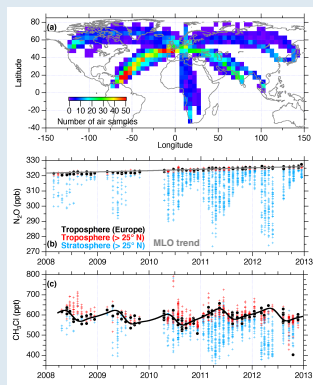 (a)
80
60
40
20
0
-20
-40
Latitude
0 10 20 30 40 50
Number of air samples
-150 -100 -50 0 50 100 150
Longitude
330
320
310
300
290
280
270
N₂O (ppb)
Troposphere (Europe)
Troposphere (> 25° N)
(b) Stratosphere (> 25° N) MLO trend
2008 2009 2010 2011 2012 2013
(c)
800
700
600
500
400
CH₃Cl (ppt)
2008 2009 2010 2011 2012 2013